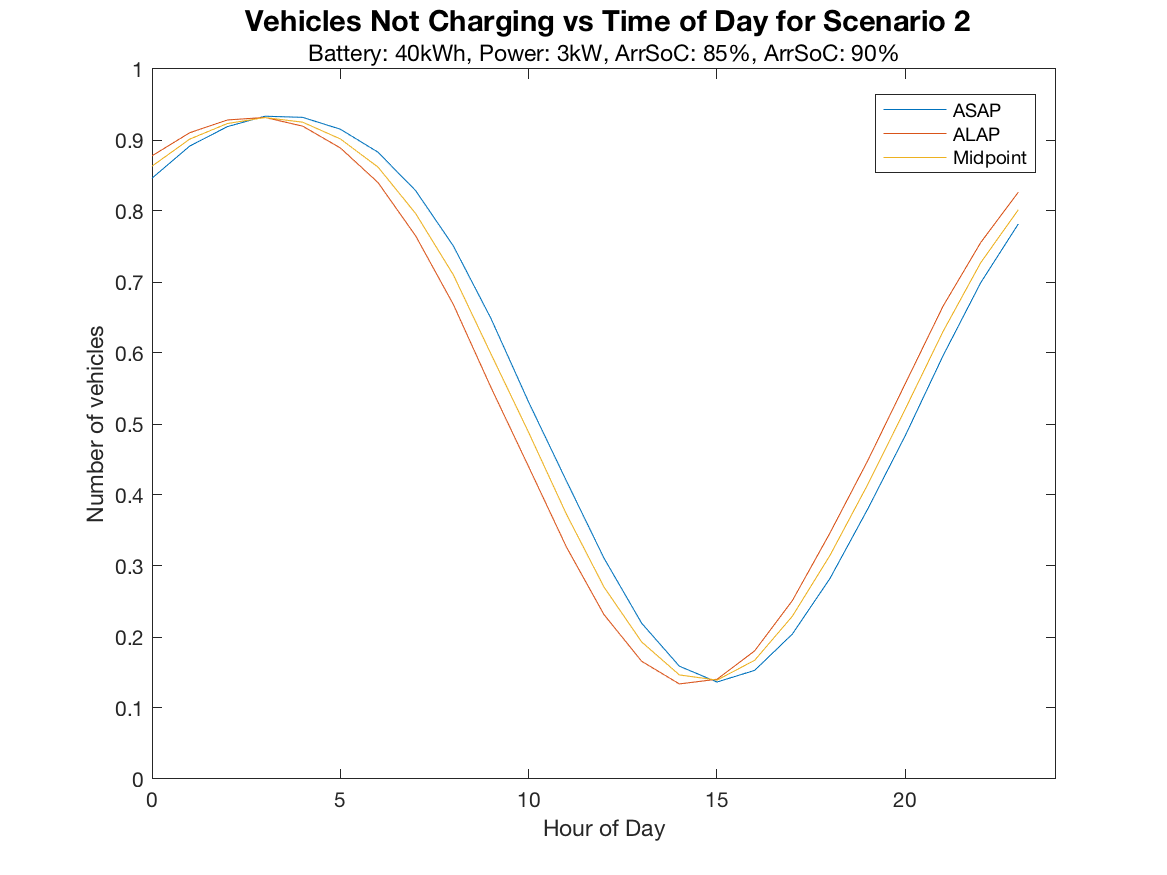 Vehicles Not Charging vs Time of Day for Scenario 2
Battery: 40kWh, Power: 3kW, ArrSoC: 85%, ArrSoC: 90%
1
0.9
0.8
0.7
0.6
0.5
0.4
0.3
0.2
0.1
0
Number of vehicles
ASAP
ALAP
Midpoint
0 5 10 15 20
Hour of Day